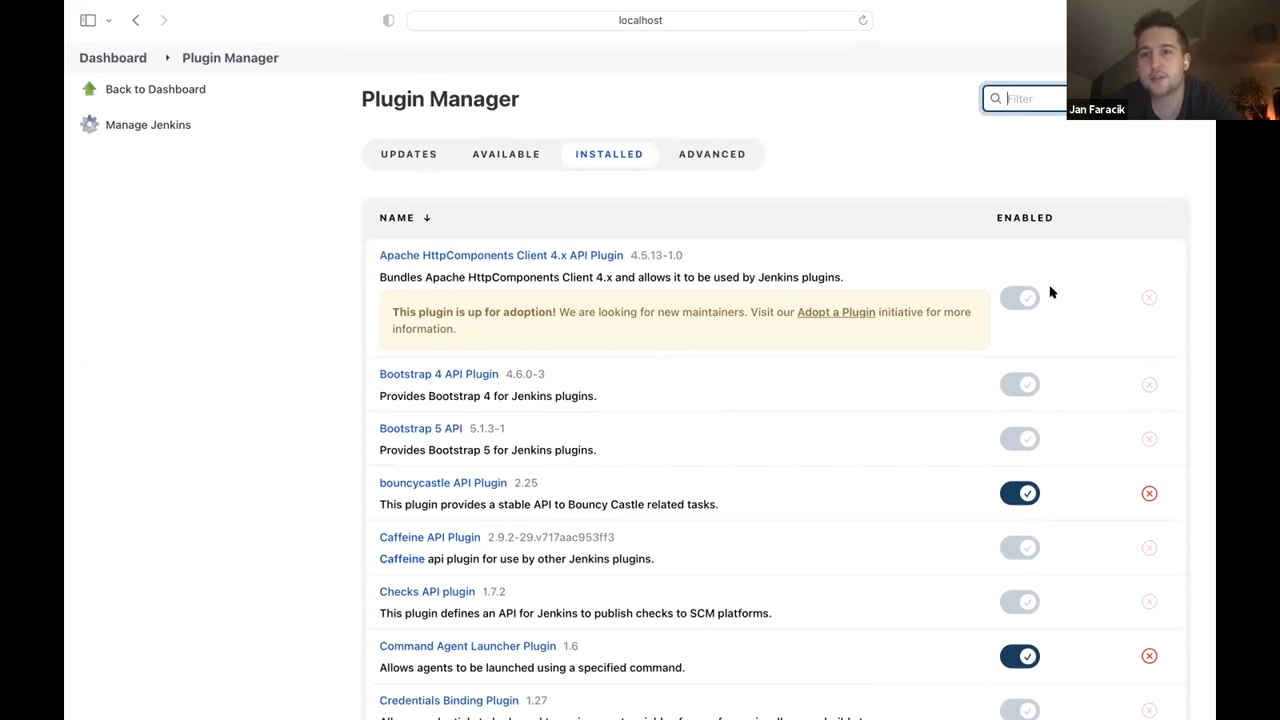 localhost
Dashboard
Plugin Manager
Back to Dashboard
Manage Jenkins
Plugin Manager
Filter
Jan Faracik
UPDATES
AVAILABLE
INSTALLED
ADVANCED
NAME ↓
ENABLED
Apache HttpComponents Client 4.x API Plugin 4.5.13-1.0
Bundles Apache HttpComponents Client 4.x and allows it to be used by Jenkins plugins.
This plugin is up for adoption! We are looking for new maintainers. Visit our Adopt a Plugin initiative for more
information.
Bootstrap 4 API Plugin 4.6.0-3
Provides Bootstrap 4 for Jenkins plugins.
Bootstrap 5 API 5.1.3-1
Provides Bootstrap 5 for Jenkins plugins.
bouncycastle API Plugin 2.25
This plugin provides a stable API to Bouncy Castle related tasks.
Caffeine API Plugin 2.9.2-29.v717aac953ff3
Caffeine api plugin for use by other Jenkins plugins.
Checks API plugin 1.7.2
This plugin defines an API for Jenkins to publish checks to SCM platforms.
Command Agent Launcher Plugin 1.6
Allows agents to be launched using a specified command.
Credentials Binding Plugin 1.27